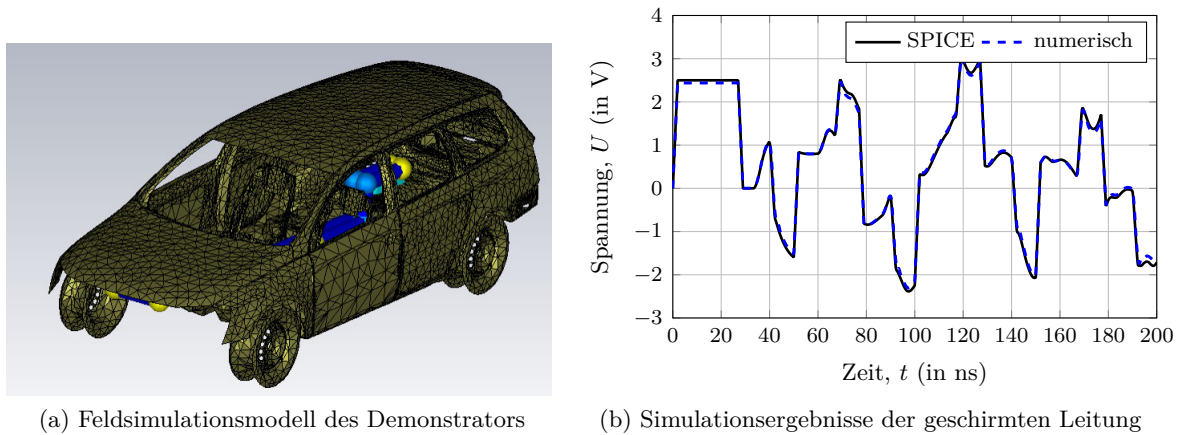 SPICE
numerisch
4
3
2
1
0
−1
−2
−3
0 20 40 60 80 100 120 140 160 180 200
Spannung, U (in V)
Zeit, t (in ns)
(a) Feldsimulationsmodell des Demonstrators
(b) Simulationsergebnisse der geschirmten Leitung